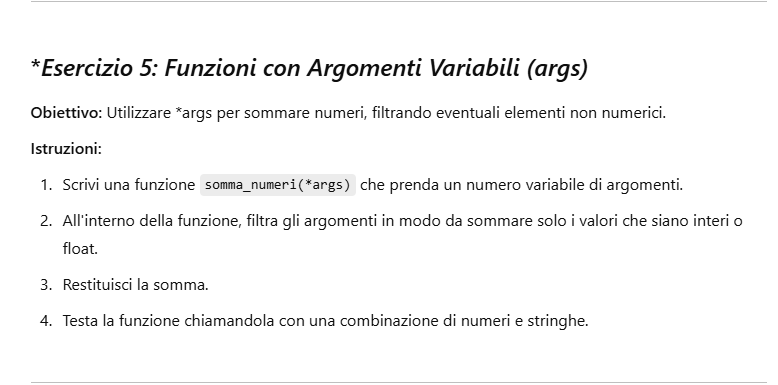 *Esercizio 5: Funzioni con Argomenti Variabili (args)
Obiettivo: Utilizzare *args per sommare numeri, filtrando eventuali elementi non numerici.
Istruzioni:
1. Scrivi una funzione somma_numeri(*args) che prenda un numero variabile di argomenti.
2. All'interno della funzione, filtra gli argomenti in modo da sommare solo i valori che siano interi o
float.
3. Restituisci la somma.
4. Testa la funzione chiamandola con una combinazione di numeri e stringhe.